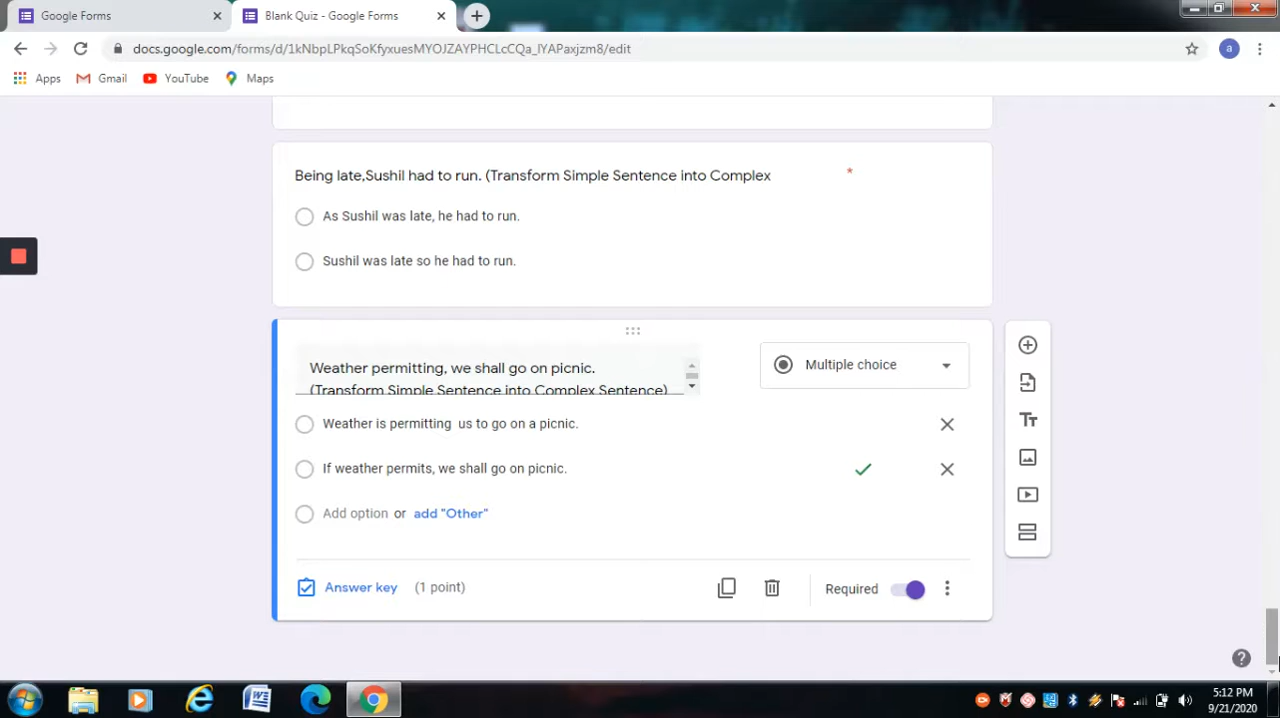 Google Forms
Blank Quiz - Google Forms
docs.google.com/forms/d/1kNbpLPkqSoKfyxuesMYOJZAYPHCLcCQa_IYAPaxjzm8/edit
a
Apps Gmail YouTube Maps
Being late,Sushil had to run. (Transform Simple Sentence into Complex *
As Sushil was late, he had to run.
Sushil was late so he had to run.
Weather permitting, we shall go on picnic.
(Transform Simple Sentence into Complex Sentence)
Multiple choice
Weather is permitting us to go on a picnic.
If weather permits, we shall go on picnic.
Add option or add "Other"
Answer key (1 point)
Required
5:12 PM
9/21/2020